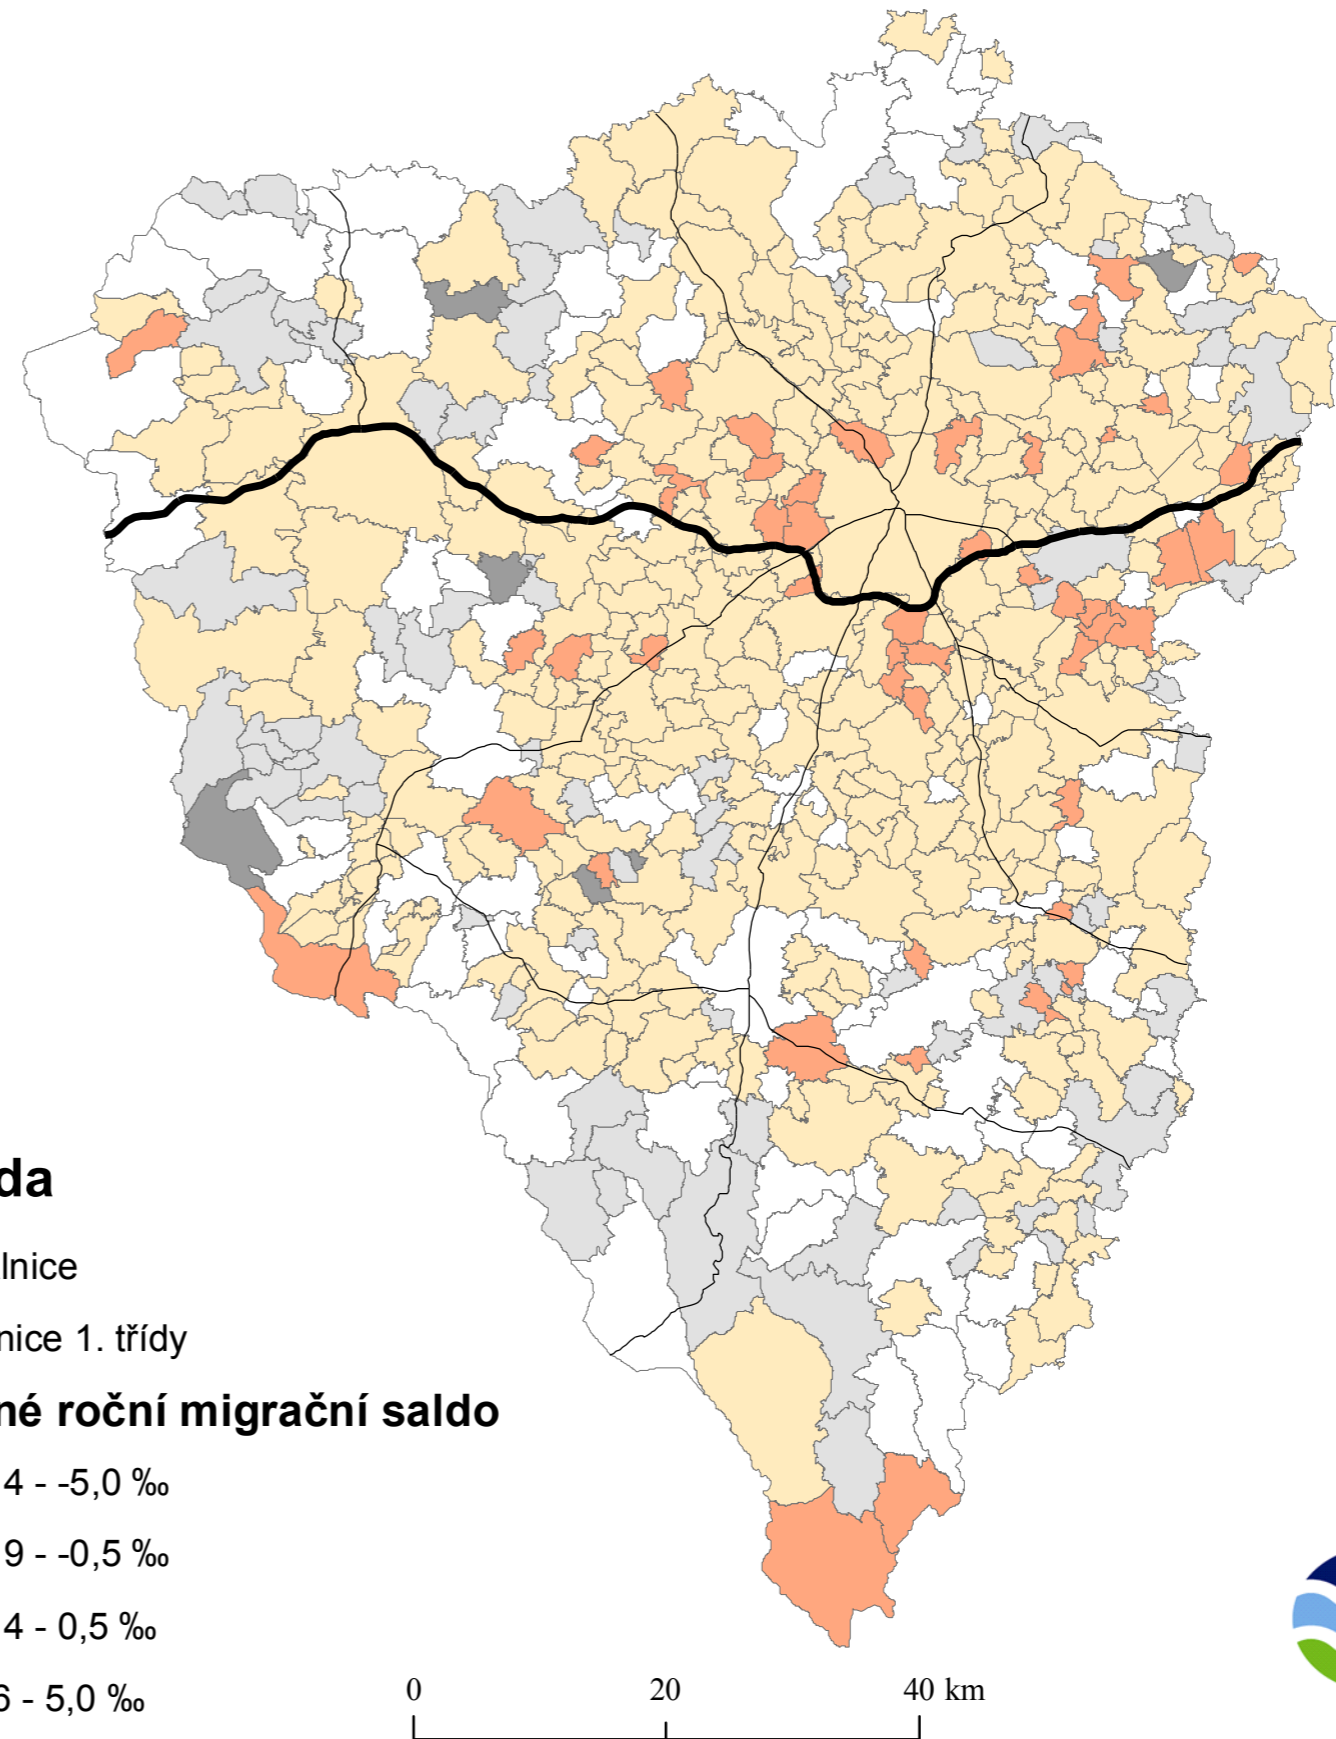 da
lnice
nice 1. třídy
né roční migrační saldo
4 - -5,0 ‰
9 - -0,5 ‰
4 - 0,5 ‰
6 - 5,0 ‰
0 20 40 km